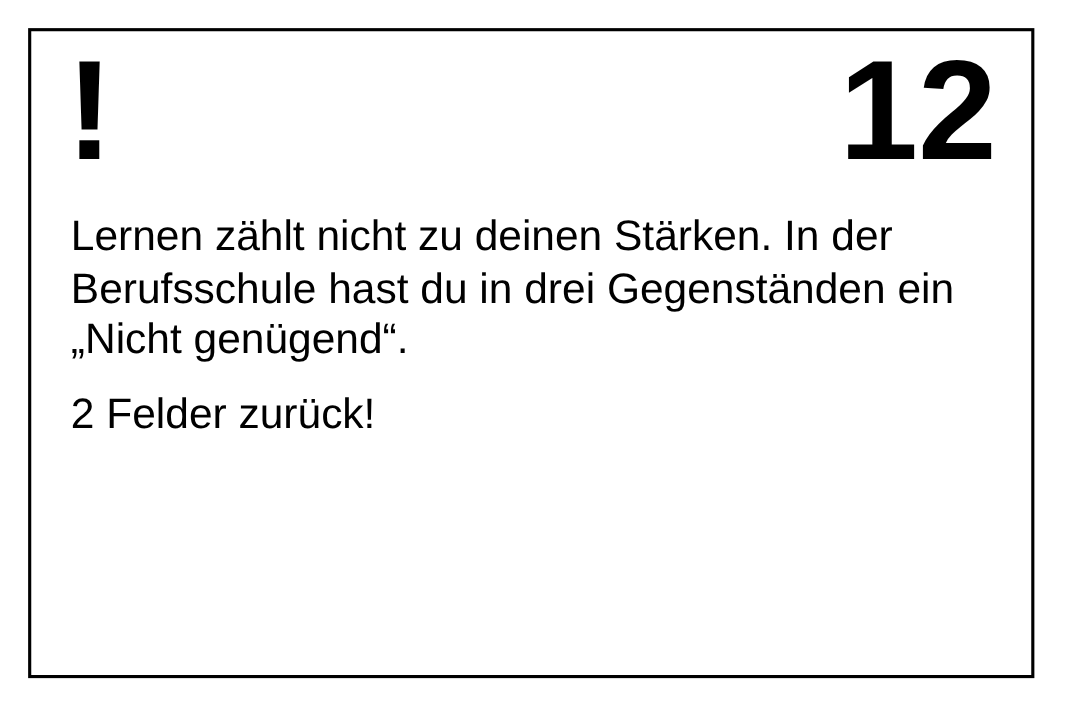 ! 12
Lernen zählt nicht zu deinen Stärken. In der
Berufsschule hast du in drei Gegenständen ein
„Nicht genügend“.
2 Felder zurück!